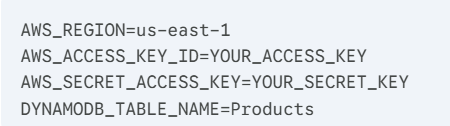 AWS_REGION=us-east-1
AWS_ACCESS_KEY_ID=YOUR_ACCESS_KEY
AWS_SECRET_ACCESS_KEY=YOUR_SECRET_KEY
DYNAMODB_TABLE_NAME=Products